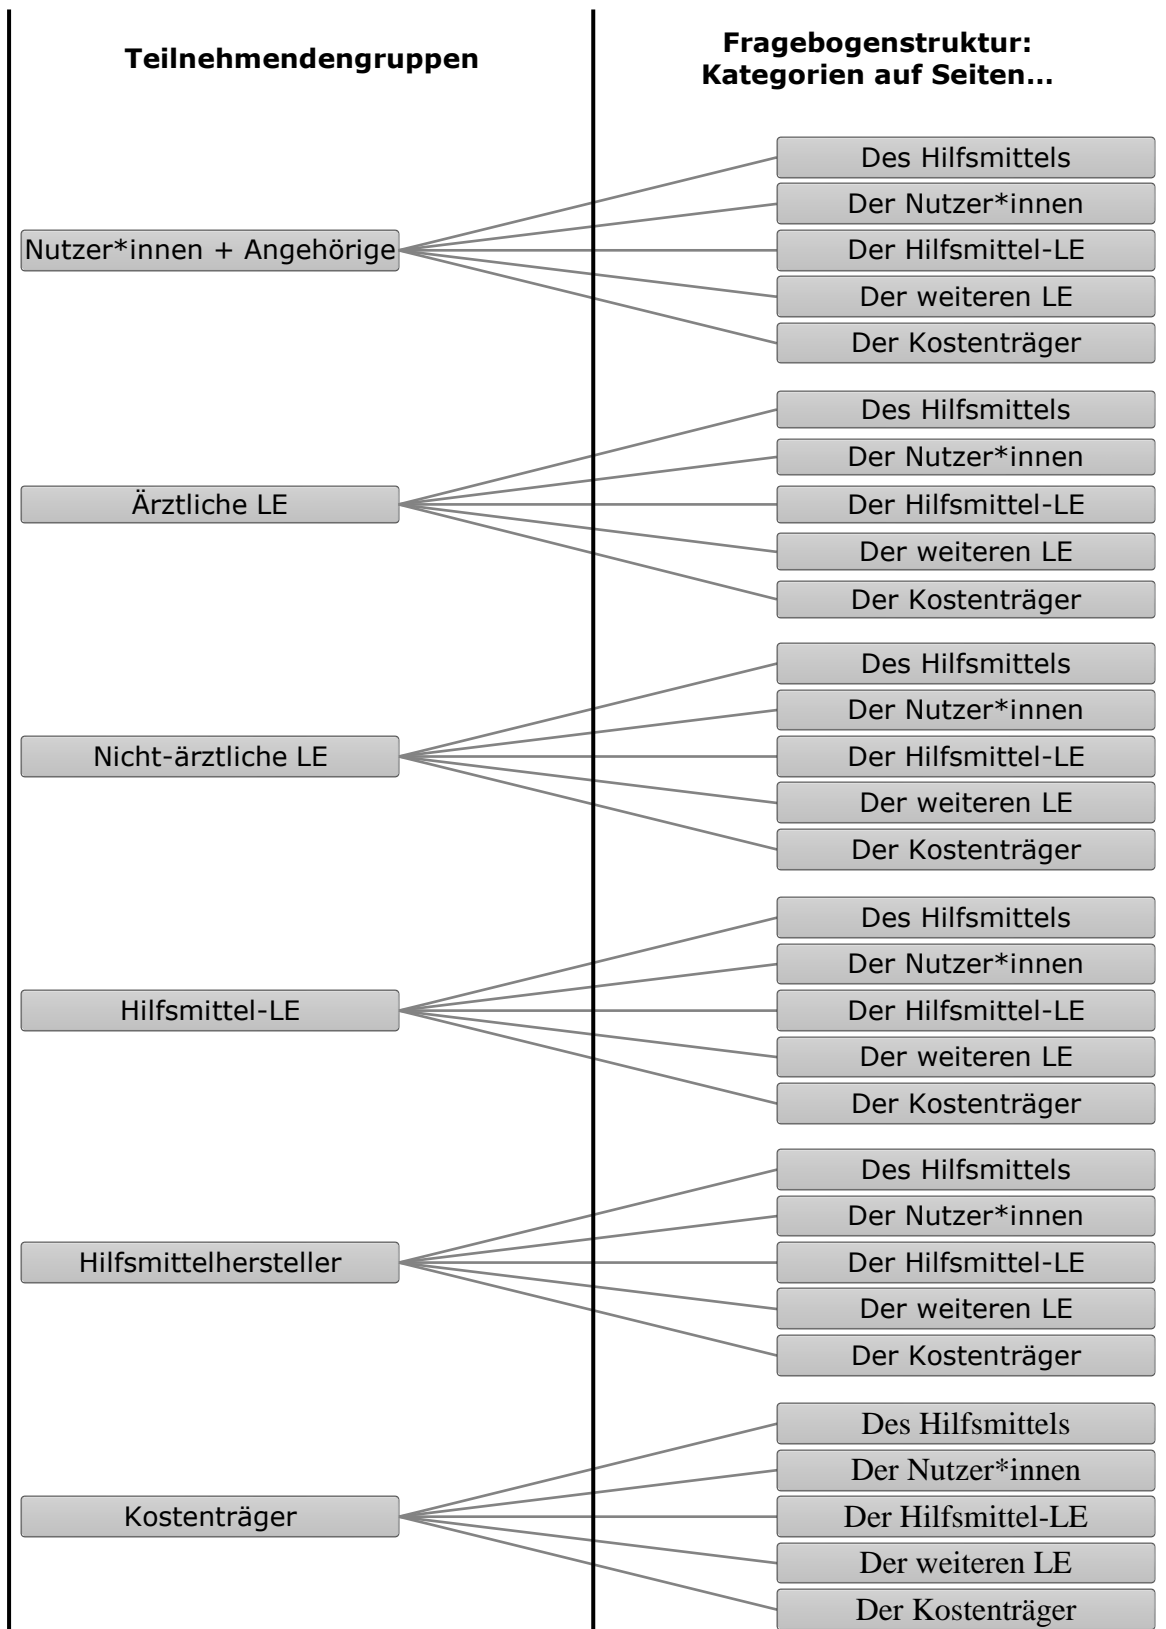 Teilnehmendengruppen
Fragebogenstruktur:
Kategorien auf Seiten...
Nutzer*innen + Angehörige
Des Hilfsmittels
Der Nutzer*innen
Der Hilfsmittel-LE
Der weiteren LE
Der Kostenträger
Ärztliche LE
Des Hilfsmittels
Der Nutzer*innen
Der Hilfsmittel-LE
Der weiteren LE
Der Kostenträger
Nicht-ärztliche LE
Des Hilfsmittels
Der Nutzer*innen
Der Hilfsmittel-LE
Der weiteren LE
Der Kostenträger
Hilfsmittel-LE
Des Hilfsmittels
Der Nutzer*innen
Der Hilfsmittel-LE
Der weiteren LE
Der Kostenträger
Hilfsmittelhersteller
Des Hilfsmittels
Der Nutzer*innen
Der Hilfsmittel-LE
Der weiteren LE
Der Kostenträger
Kostenträger
Des Hilfsmittels
Der Nutzer*innen
Der Hilfsmittel-LE
Der weiteren LE
Der Kostenträger